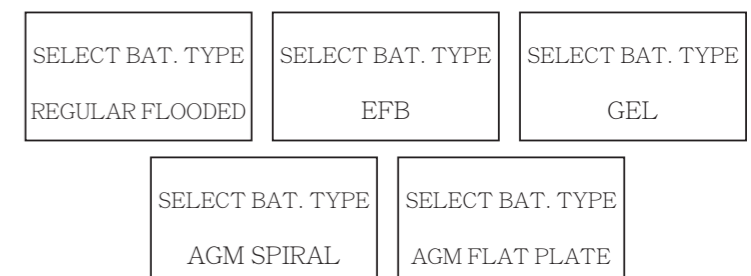 SELECT BAT. TYPE
REGULAR FLOODED
SELECT BAT. TYPE
EFB
SELECT BAT. TYPE
GEL
SELECT BAT. TYPE
AGM SPIRAL
SELECT BAT. TYPE
AGM FLAT PLATE